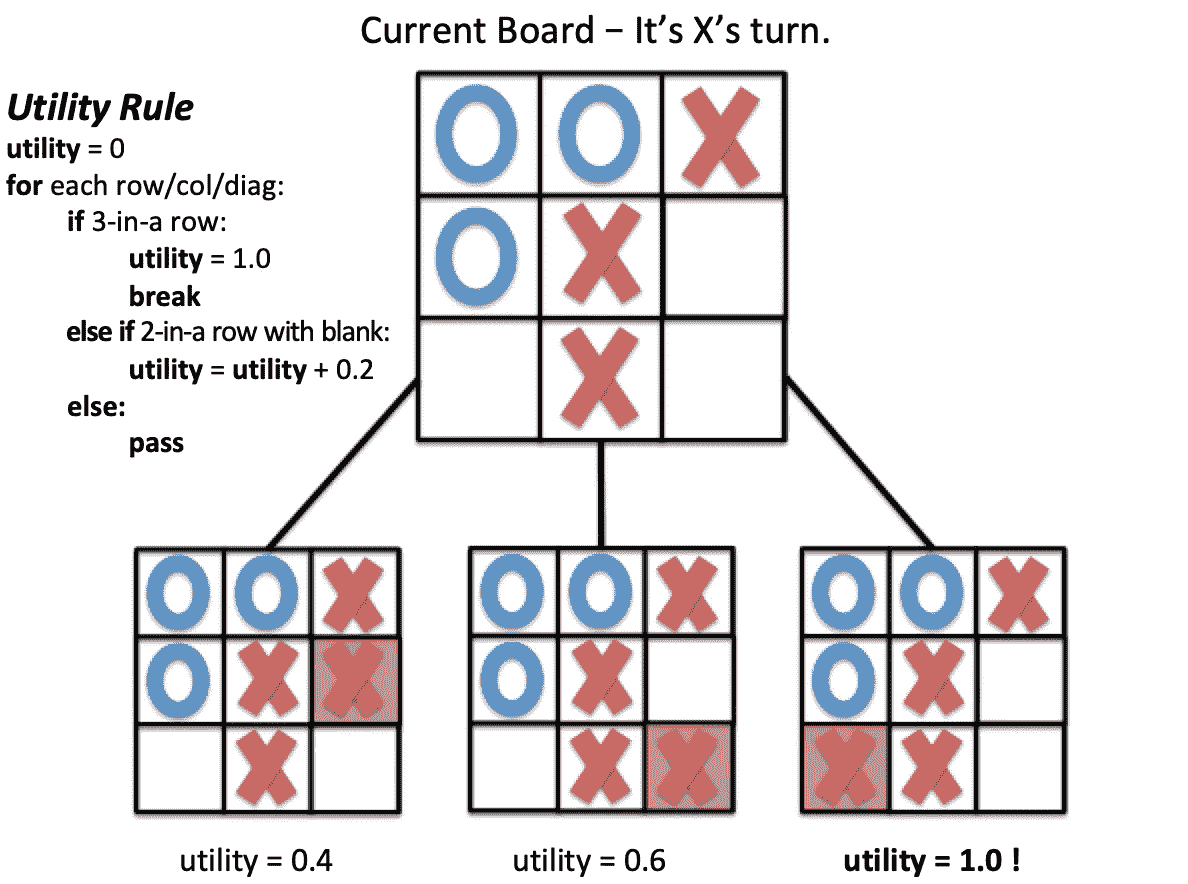 Current Board – It's X's turn.
Utility Rule
utility = 0
for each row/col/diag:
if 3-in-a row:
utility = 1.0
break
else if 2-in-a row with blank:
utility = utility + 0.2
else:
pass
O O X
O X
X
O O X
O X X
X
O O X
O X
X X
O O X
O X
X X
utility = 0.4
utility = 0.6
utility = 1.0 !